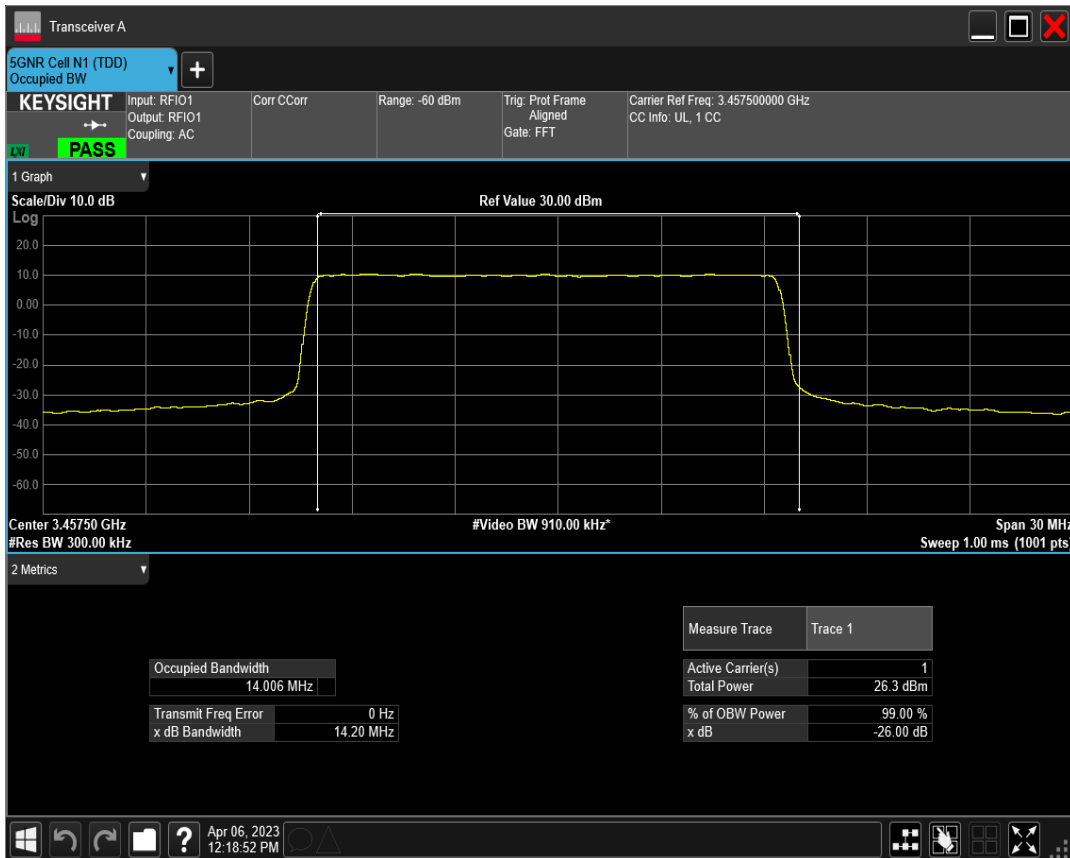 Transceiver A
5GNR Cell N1 (TDD)
Occupied BW
+
KEYSIGHT
LXI
PASS
Input: RFIO1
Output: RFIO1
Coupling: AC
Corr CCorr
Range: -60 dBm
Trig: Prot Frame
Aligned
Gate: FFT
Carrier Ref Freq: 3.457500000 GHz
CC Info: UL, 1 CC
1 Graph
Scale/Div 10.0 dB
Ref Value 30.00 dBm
Log
20.0
10.0
0.00
-10.0
-20.0
-30.0
-40.0
-50.0
-60.0
Center 3.45750 GHz
#Video BW 910.00 kHz*
Span 30 MHz
#Res BW 300.00 kHz
Sweep 1.00 ms (1001 pts)
2 Metrics
Measure Trace Trace 1
Occupied Bandwidth
14.006 MHz
Active Carrier(s) 1
Total Power 26.3 dBm
Transmit Freq Error 0 Hz
x dB Bandwidth 14.20 MHz
% of OBW Power 99.00 %
x dB -26.00 dB
?
Apr 06, 2023
12:18:52 PM